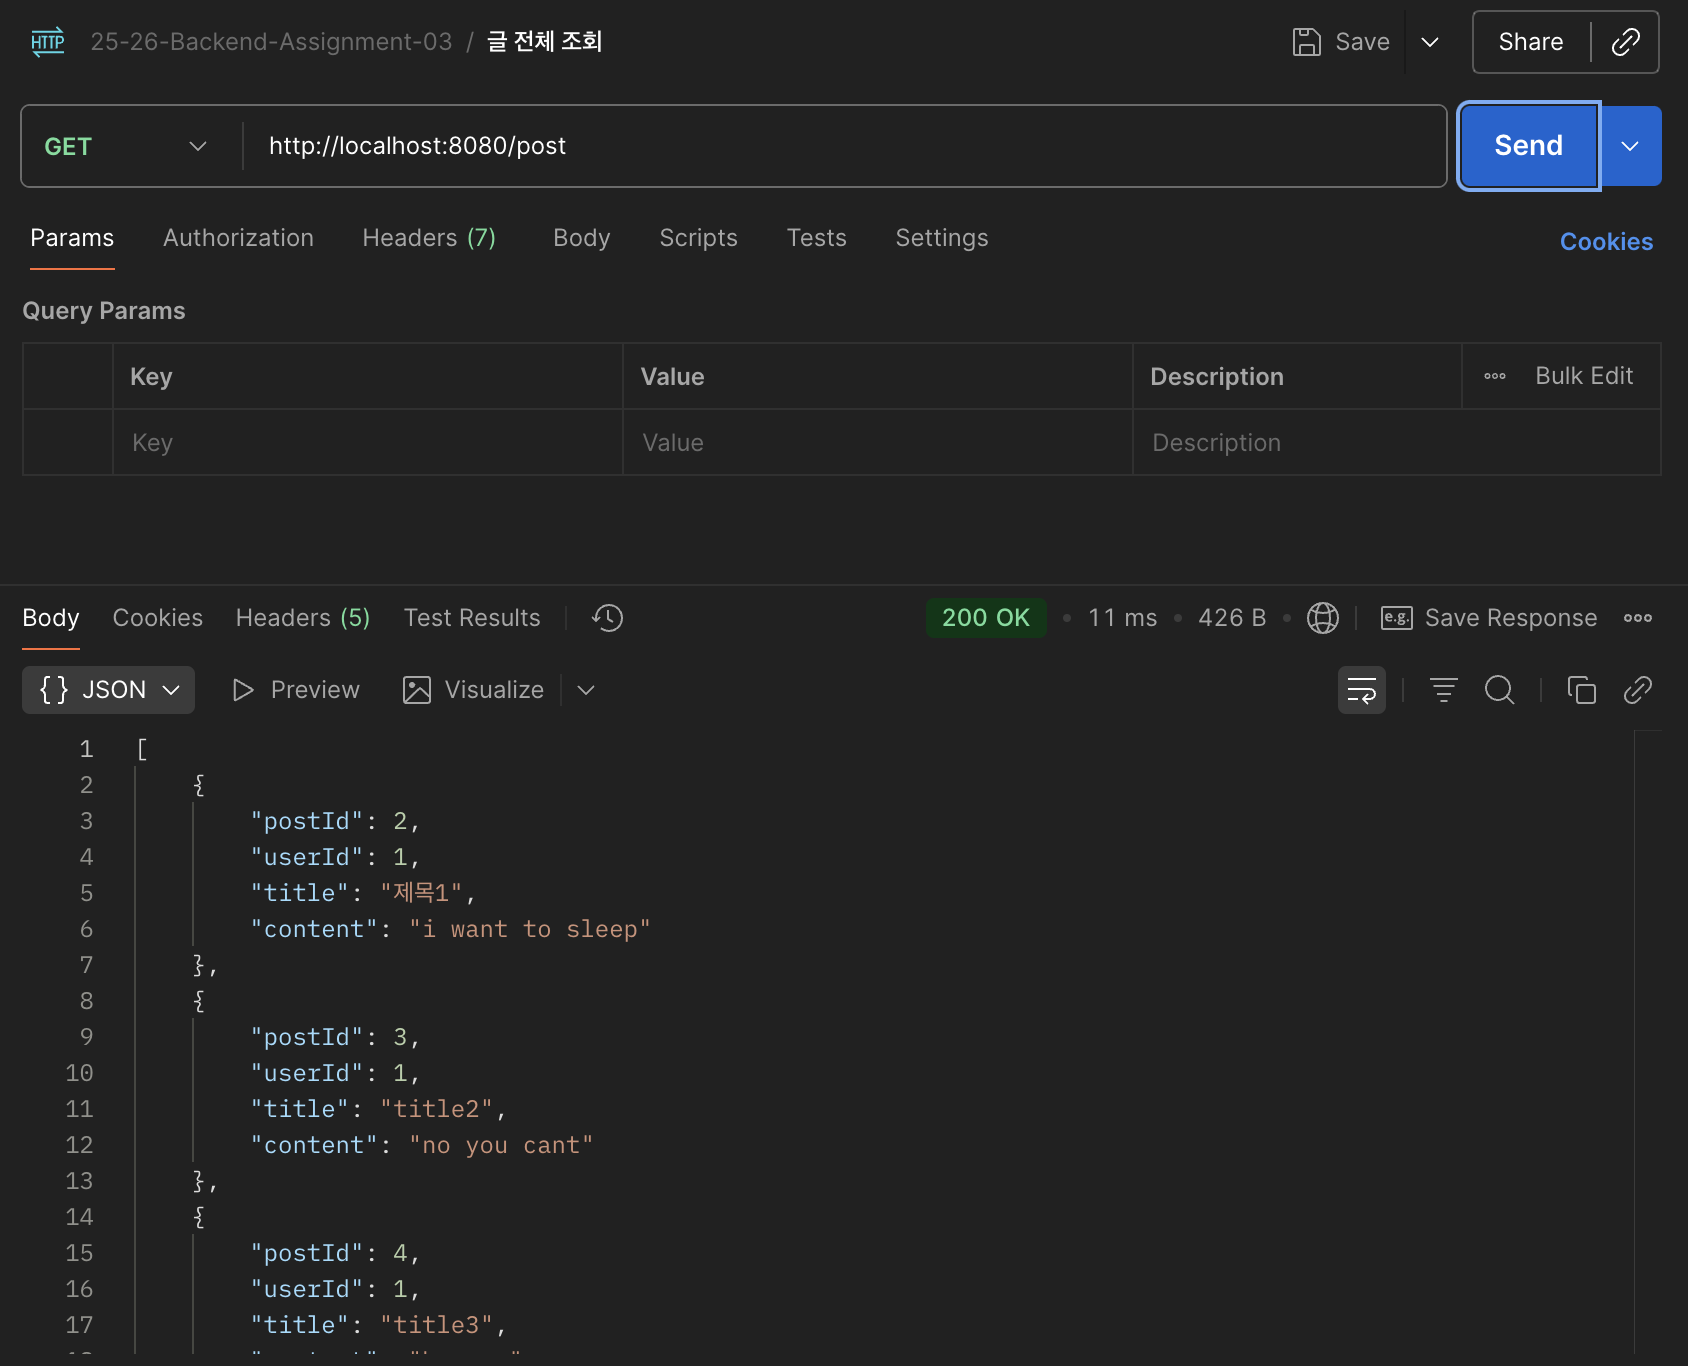 HTTP 25-26-Backend-Assignment-03 / 글 전체 조회 Save Share
GET http://localhost:8080/post Send
Params Authorization Headers (7) Body Scripts Tests Settings Cookies
Query Params
Key Value Description Bulk Edit
Key Value Description
Body Cookies Headers (5) Test Results 200 OK • 11 ms • 426 B • e.g. Save Response
{} JSON Preview Visualize
1 [
2 {
3 "postId": 2,
4 "userId": 1,
5 "title": "제목1",
6 "content": "i want to sleep"
7 },
8 {
9 "postId": 3,
10 "userId": 1,
11 "title": "title2",
12 "content": "no you cant"
13 },
14 {
15 "postId": 4,
16 "userId": 1,
17 "title": "title3",